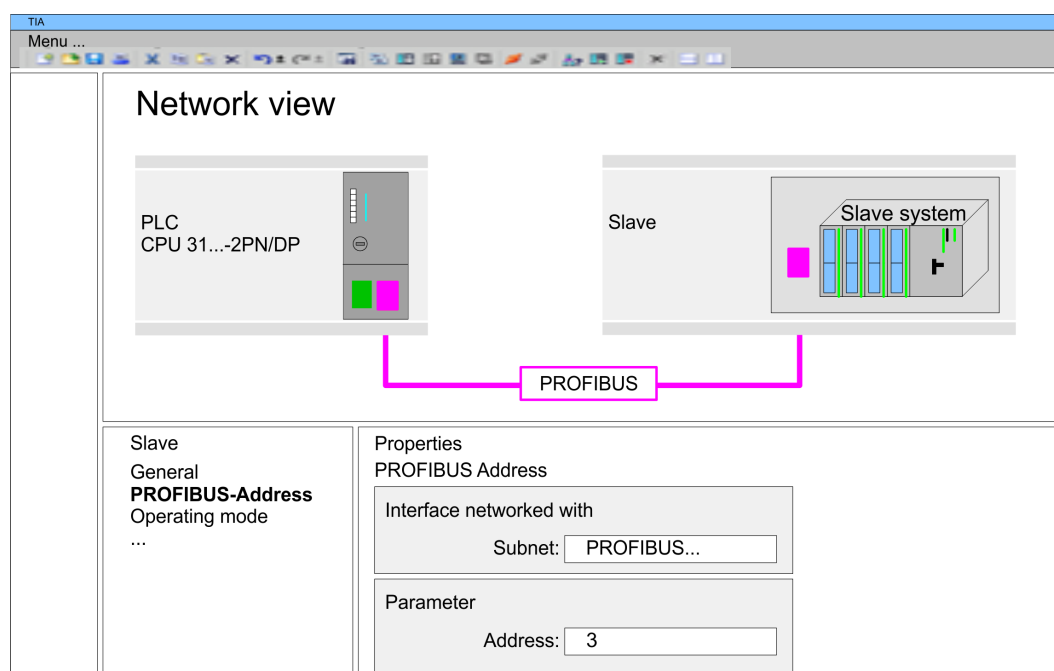 TIA
Menu ...
Network view
PLC
CPU 31...-2PN/DP
Slave
Slave system
PROFIBUS
Slave
General
PROFIBUS-Address
Operating mode
...
Properties
PROFIBUS Address
Interface networked with
Subnet: PROFIBUS...
Parameter
Address: 3